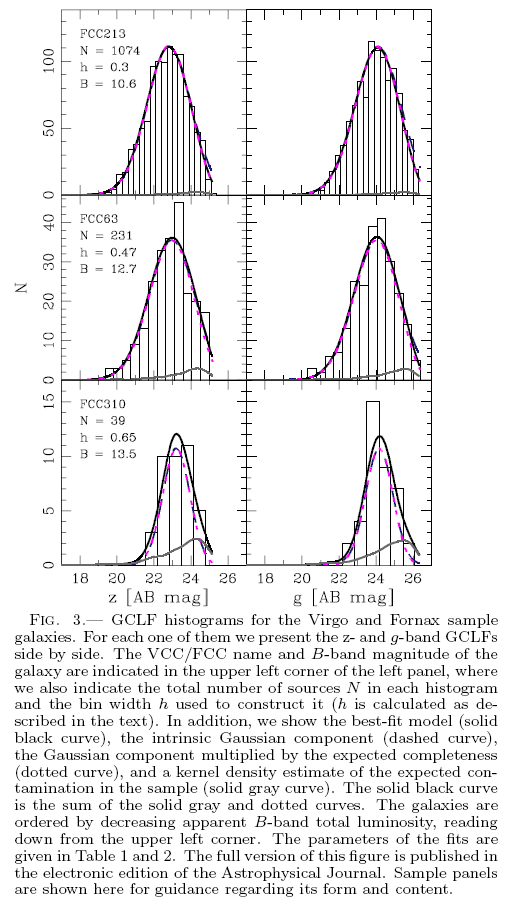 FCC213
N = 1074
h = 0.3
B = 10.6
0
50
100
FCC63
N = 231
h = 0.47
B = 12.7
N
0
10
20
30
40
FCC310
N = 39
h = 0.65
B = 13.5
0
5
10
15
18 20 22 24 26 18 20 22 24 26
z [AB mag] g [AB mag]
FIG. 3.— GCLF histograms for the Virgo and Fornax sample
galaxies. For each one of them we present the z- and g-band GCLFs
side by side. The VCC/FCC name and B-band magnitude of the
galaxy are indicated in the upper left corner of the left panel, where
we also indicate the total number of sources N in each histogram
and the bin width h used to construct it (h is calculated as de-
scribed in the text). In addition, we show the best-fit model (solid
black curve), the intrinsic Gaussian component (dashed curve),
the Gaussian component multiplied by the expected completeness
(dotted curve), and a kernel density estimate of the expected con-
tamination in the sample (solid gray curve). The solid black curve
is the sum of the solid gray and dotted curves. The galaxies are
ordered by decreasing apparent B-band total luminosity, reading
down from the upper left corner. The parameters of the fits are
given in Table 1 and 2. The full version of this figure is published in
the electronic edition of the Astrophysical Journal. Sample panels
are shown here for guidance regarding its form and content.